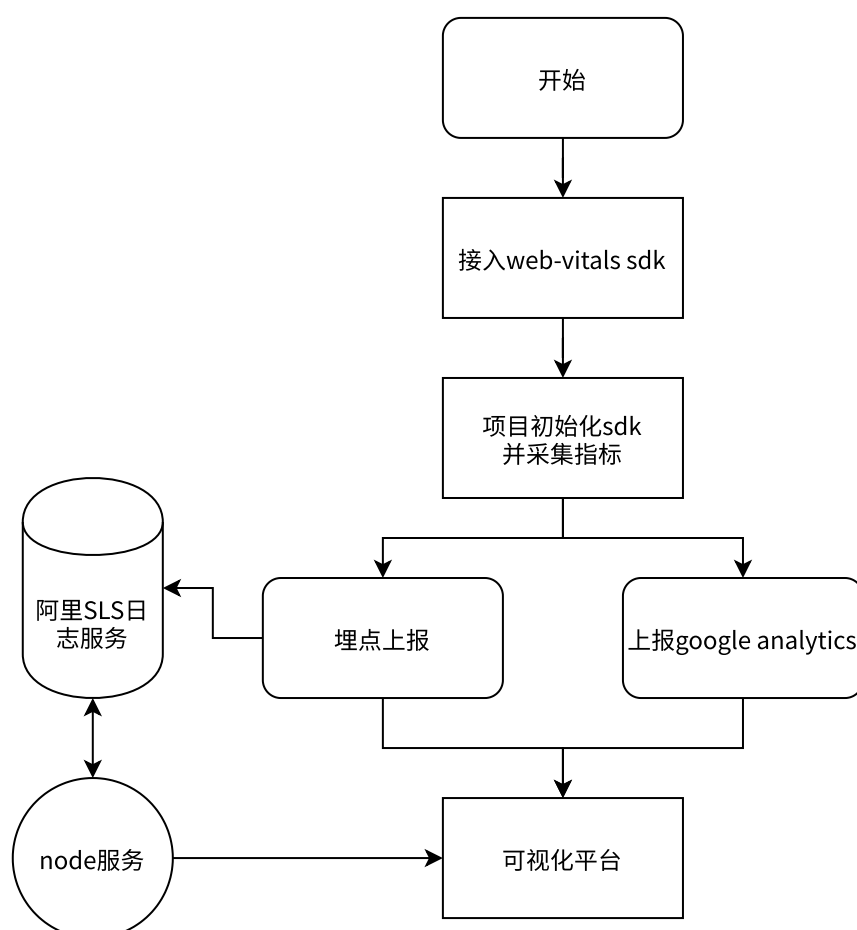 开始
接入web-vitals sdk
项目初始化sdk
并采集指标
阿里SLS日
志服务
埋点上报
上报google analytics
node服务
可视化平台